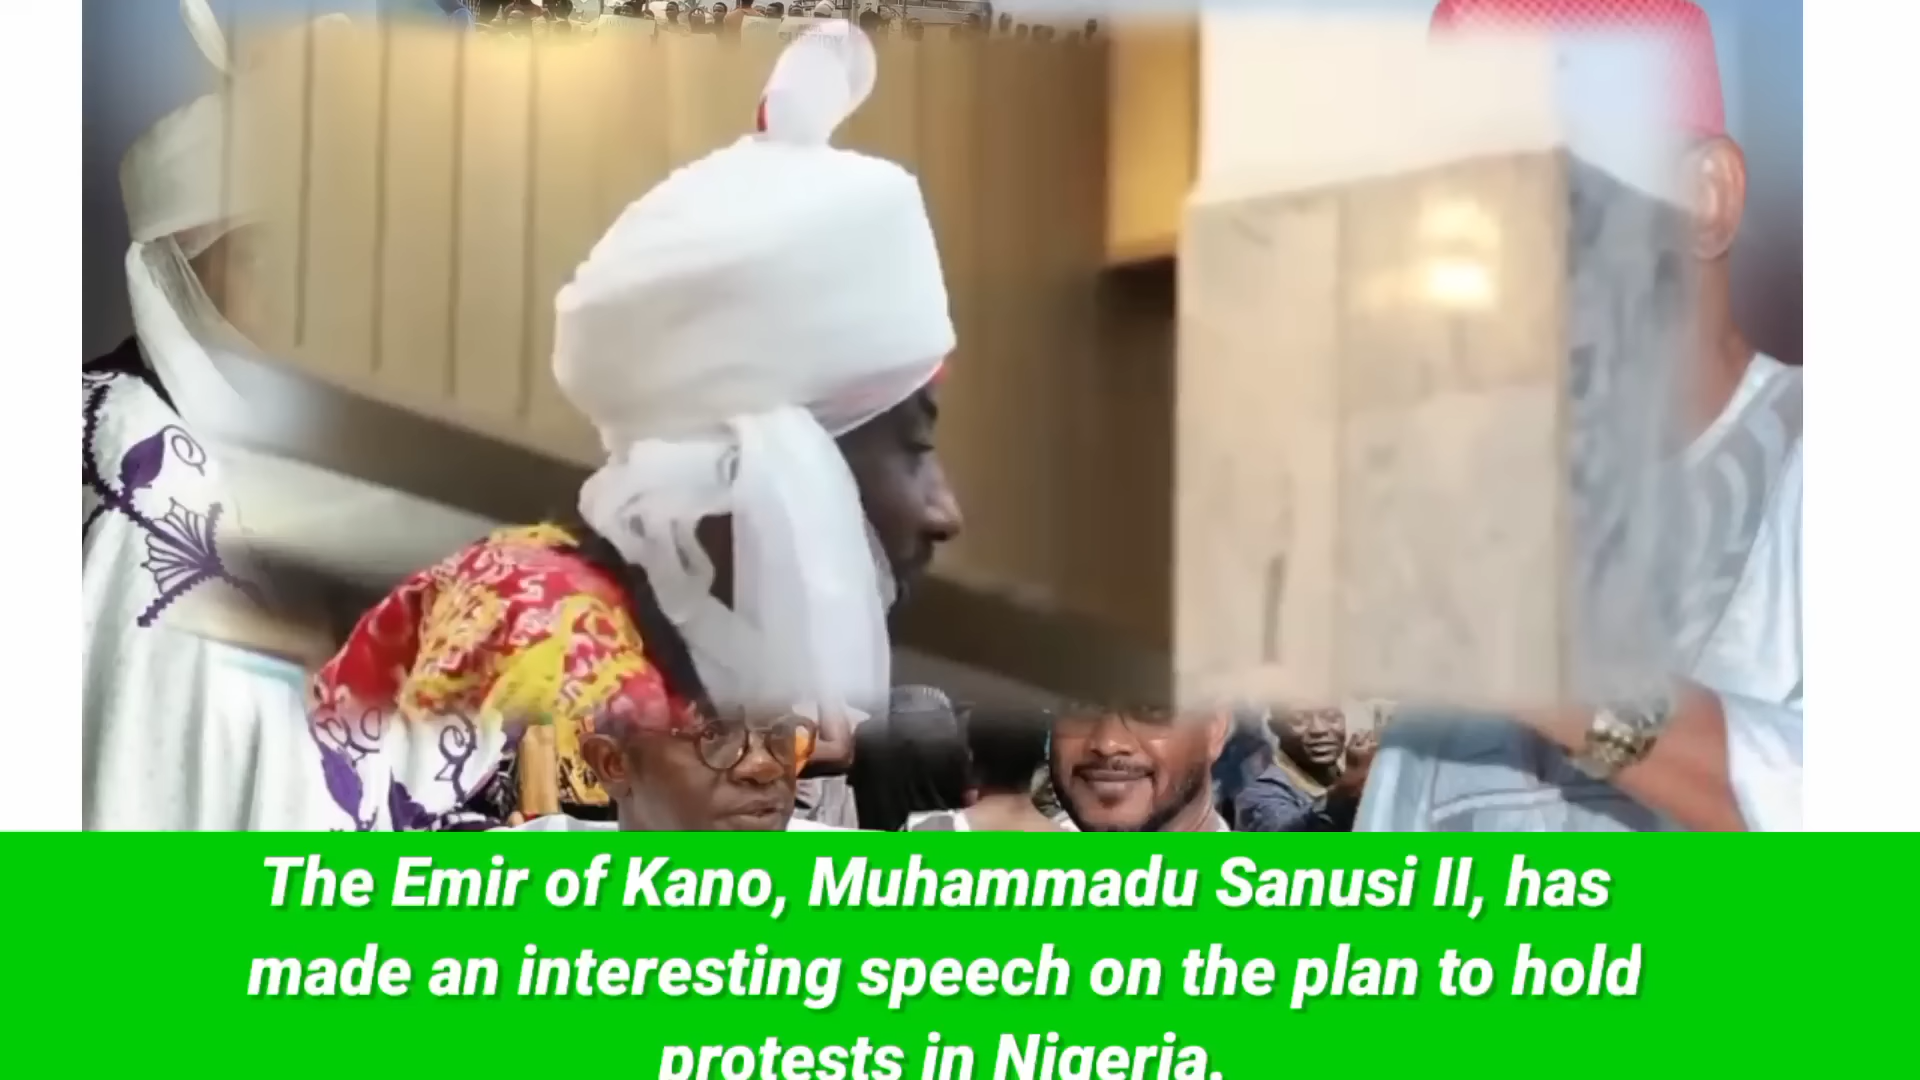 The Emir of Kano, Muhammadu Sanusi II, has
made an interesting speech on the plan to hold
protests in Nigeria.